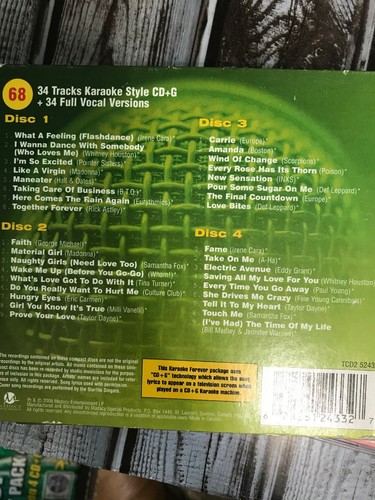 68
34 Tracks Karaoke Style CD+G
+ 34 Full Vocal Versions
Disc 1
What A Feeling (Flashdance) (Irene Cara)*
I Wanna Dance With Somebody
(Who Loves Me) (Whitney Houston)*
I'm So Excited (Pointer Sisters)*
Like A Virgin (Madonna)*
Maneater (Hall & Oates)*
Taking Care Of Business (B.T.O.)*
Here Comes The Rain Again (Eurythmics)*
Together Forever (Rick Astley)*
Disc 2
Faith (George Michael)*
Material Girl (Madonna)*
Naughty Girls (Need Love Too) (Samantha Fox)*
Wake Me Up (Before You Go-Go) (Wham!)*
What's Love Got To Do With It (Tina Turner)*
Do You Really Want To Hurt Me (Culture Club)*
Hungry Eyes (Eric Carmen)*
Girl You Know It's True (Milli Vanelli)*
Prove Your Love (Taylor Dayne)*
Disc 3
Carrie (Europe)*
Amanda (Boston)*
Wind Of Change (Scorpions)*
Every Rose Has Its Thorn (Poison)*
New Sensation (INXS)*
Pour Some Sugar On Me (Def Leppard)*
The Final Countdown (Europe)*
Love Bites (Def Leppard)*
Disc 4
Fame (Irene Cara)*
Take On Me (A-Ha)*
Electric Avenue (Eddy Grant)*
Saving All My Love For You (Whitney Houston)
Every Time You Go Away (Paul Young)*
She Drives Me Crazy (Fine Young Cannibals)*
Tell It To My Heart (Taylor Dayne)*
Touch Me (Samantha Fox)*
(I've Had) The Time Of My Life
(Bill Medley & Jennifer Warnes)*
This Karaoke Forever package uses
"CD+G" technology which allows the song
lyrics to appear on a television screen when
played on a CD+G Karaoke machine.
TCD2 5243
24332 7
PACK